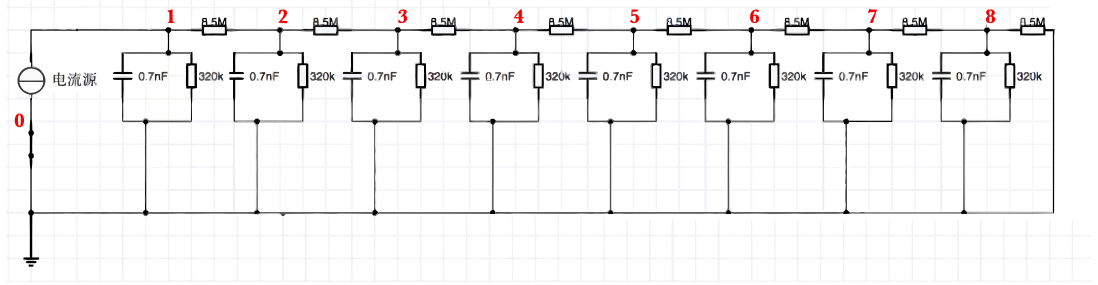 1 2 3 4 5 6 7 8
8.5M 8.5M 8.5M 8.5M 8.5M 8.5M 8.5M 8.5M
电流源 0.7nF 320k 0.7nF 320k 0.7nF 320k 0.7nF 320k 0.7nF 320k 0.7nF 320k 0.7nF 320k 0.7nF 320k
0